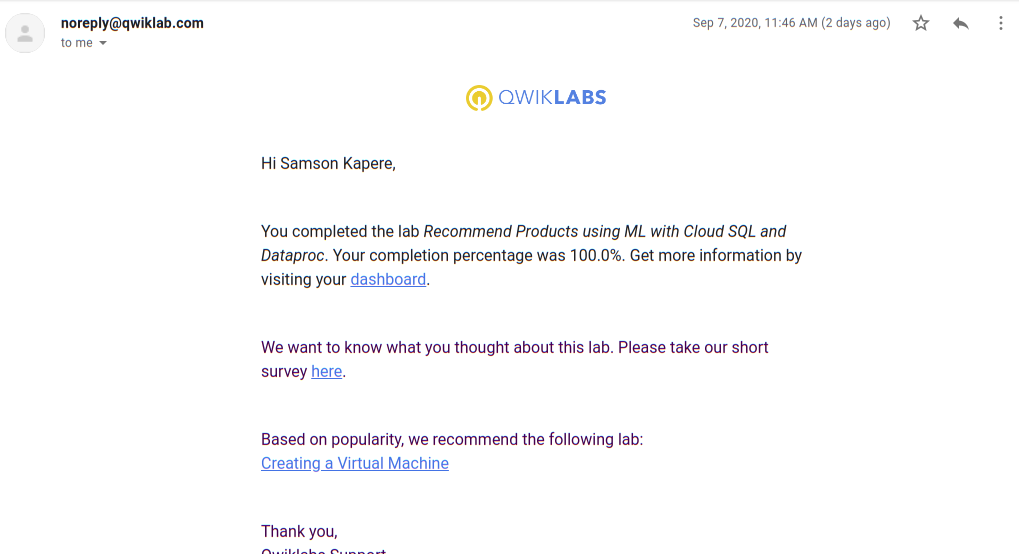 noreply@qwiklab.com
Sep 7, 2020, 11:46 AM (2 days ago)
to me
QWIKLABS
Hi Samson Kapere,
You completed the lab Recommend Products using ML with Cloud SQL and
Dataproc. Your completion percentage was 100.0%. Get more information by
visiting your dashboard.
We want to know what you thought about this lab. Please take our short
survey here.
Based on popularity, we recommend the following lab:
Creating a Virtual Machine
Thank you,
Qwiklabs Support